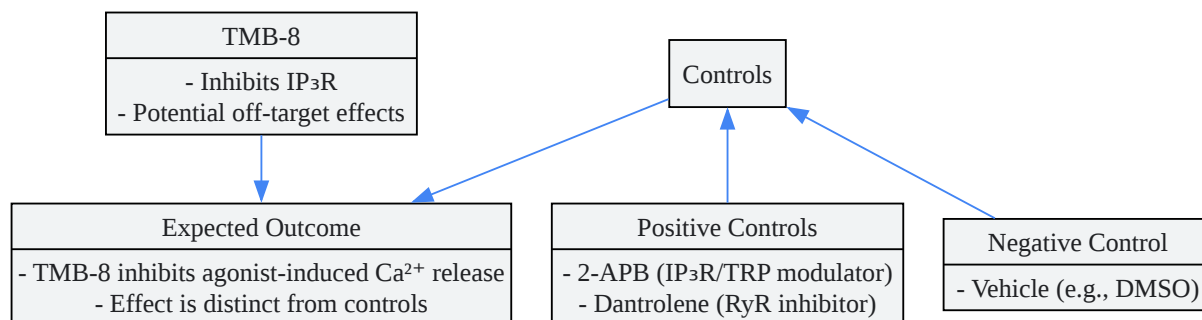 TMB-8
- Inhibits IP₃R
- Potential off-target effects
Controls
Expected Outcome
- TMB-8 inhibits agonist-induced Ca²⁺ release
- Effect is distinct from controls
Positive Controls
- 2-APB (IP₃R/TRP modulator)
- Dantrolene (RyR inhibitor)
Negative Control
- Vehicle (e.g., DMSO)